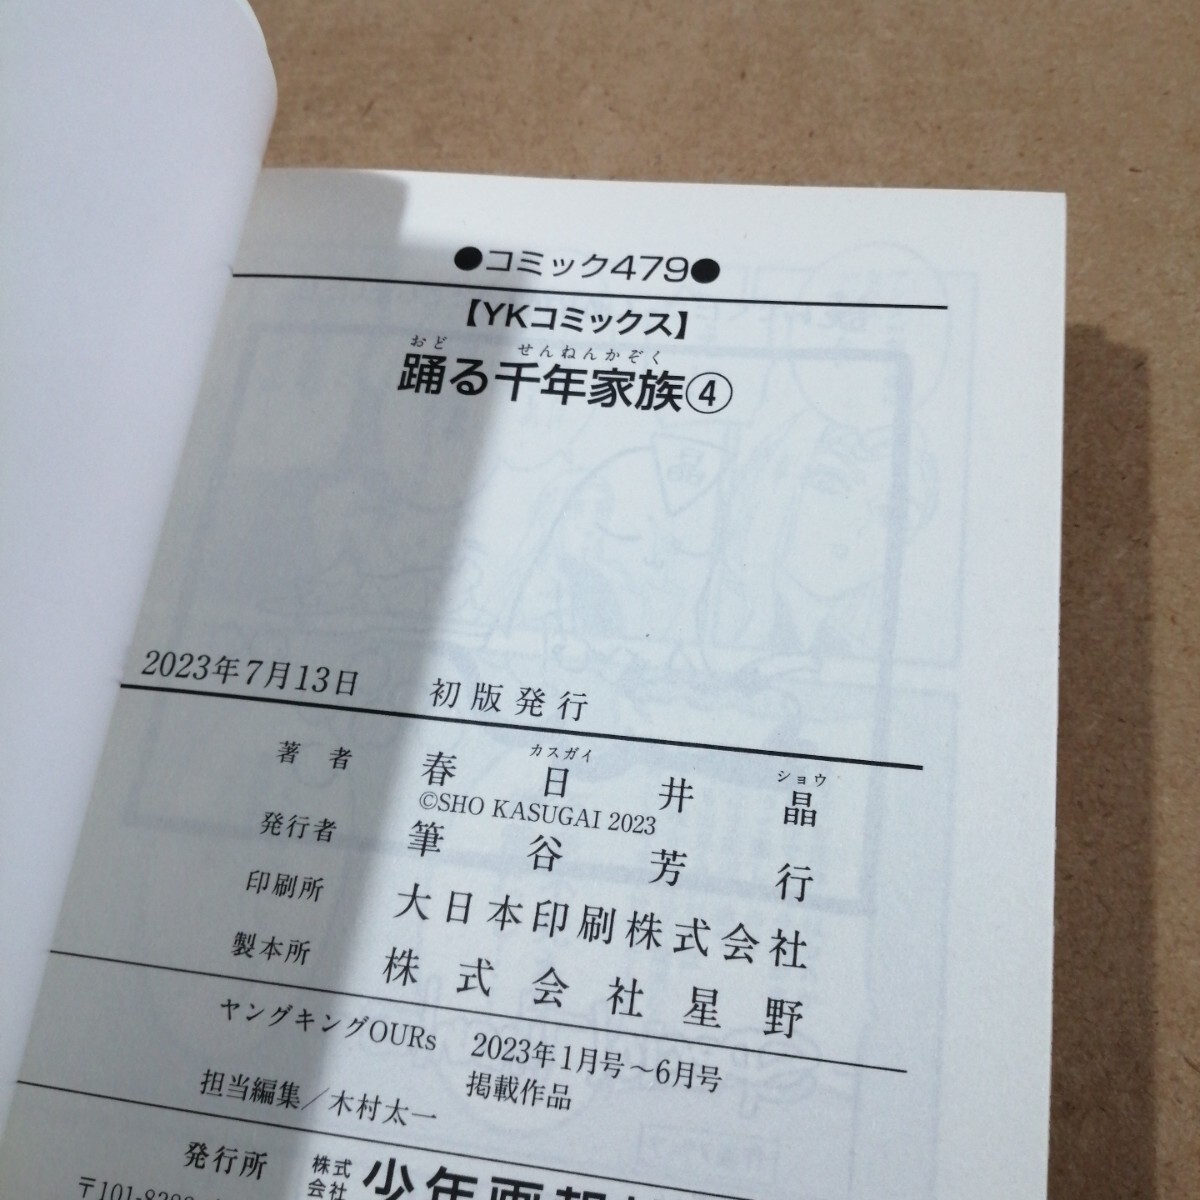 ●コミック479●
【YKコミックス】
おど せんねんかぞく
踊る千年家族④
2023年7月13日 初版発行
カスガイ ショウ
著者 春日井晶
©SHO KASUGAI 2023
発行者 筆谷芳行
印刷所 大日本印刷株式会社
製本所 株式会社星野
ヤングキングOURs 2023年1月号〜6月号
掲載作品
担当編集/木村太一
発行所 株式会社 少年画報
〒101-8